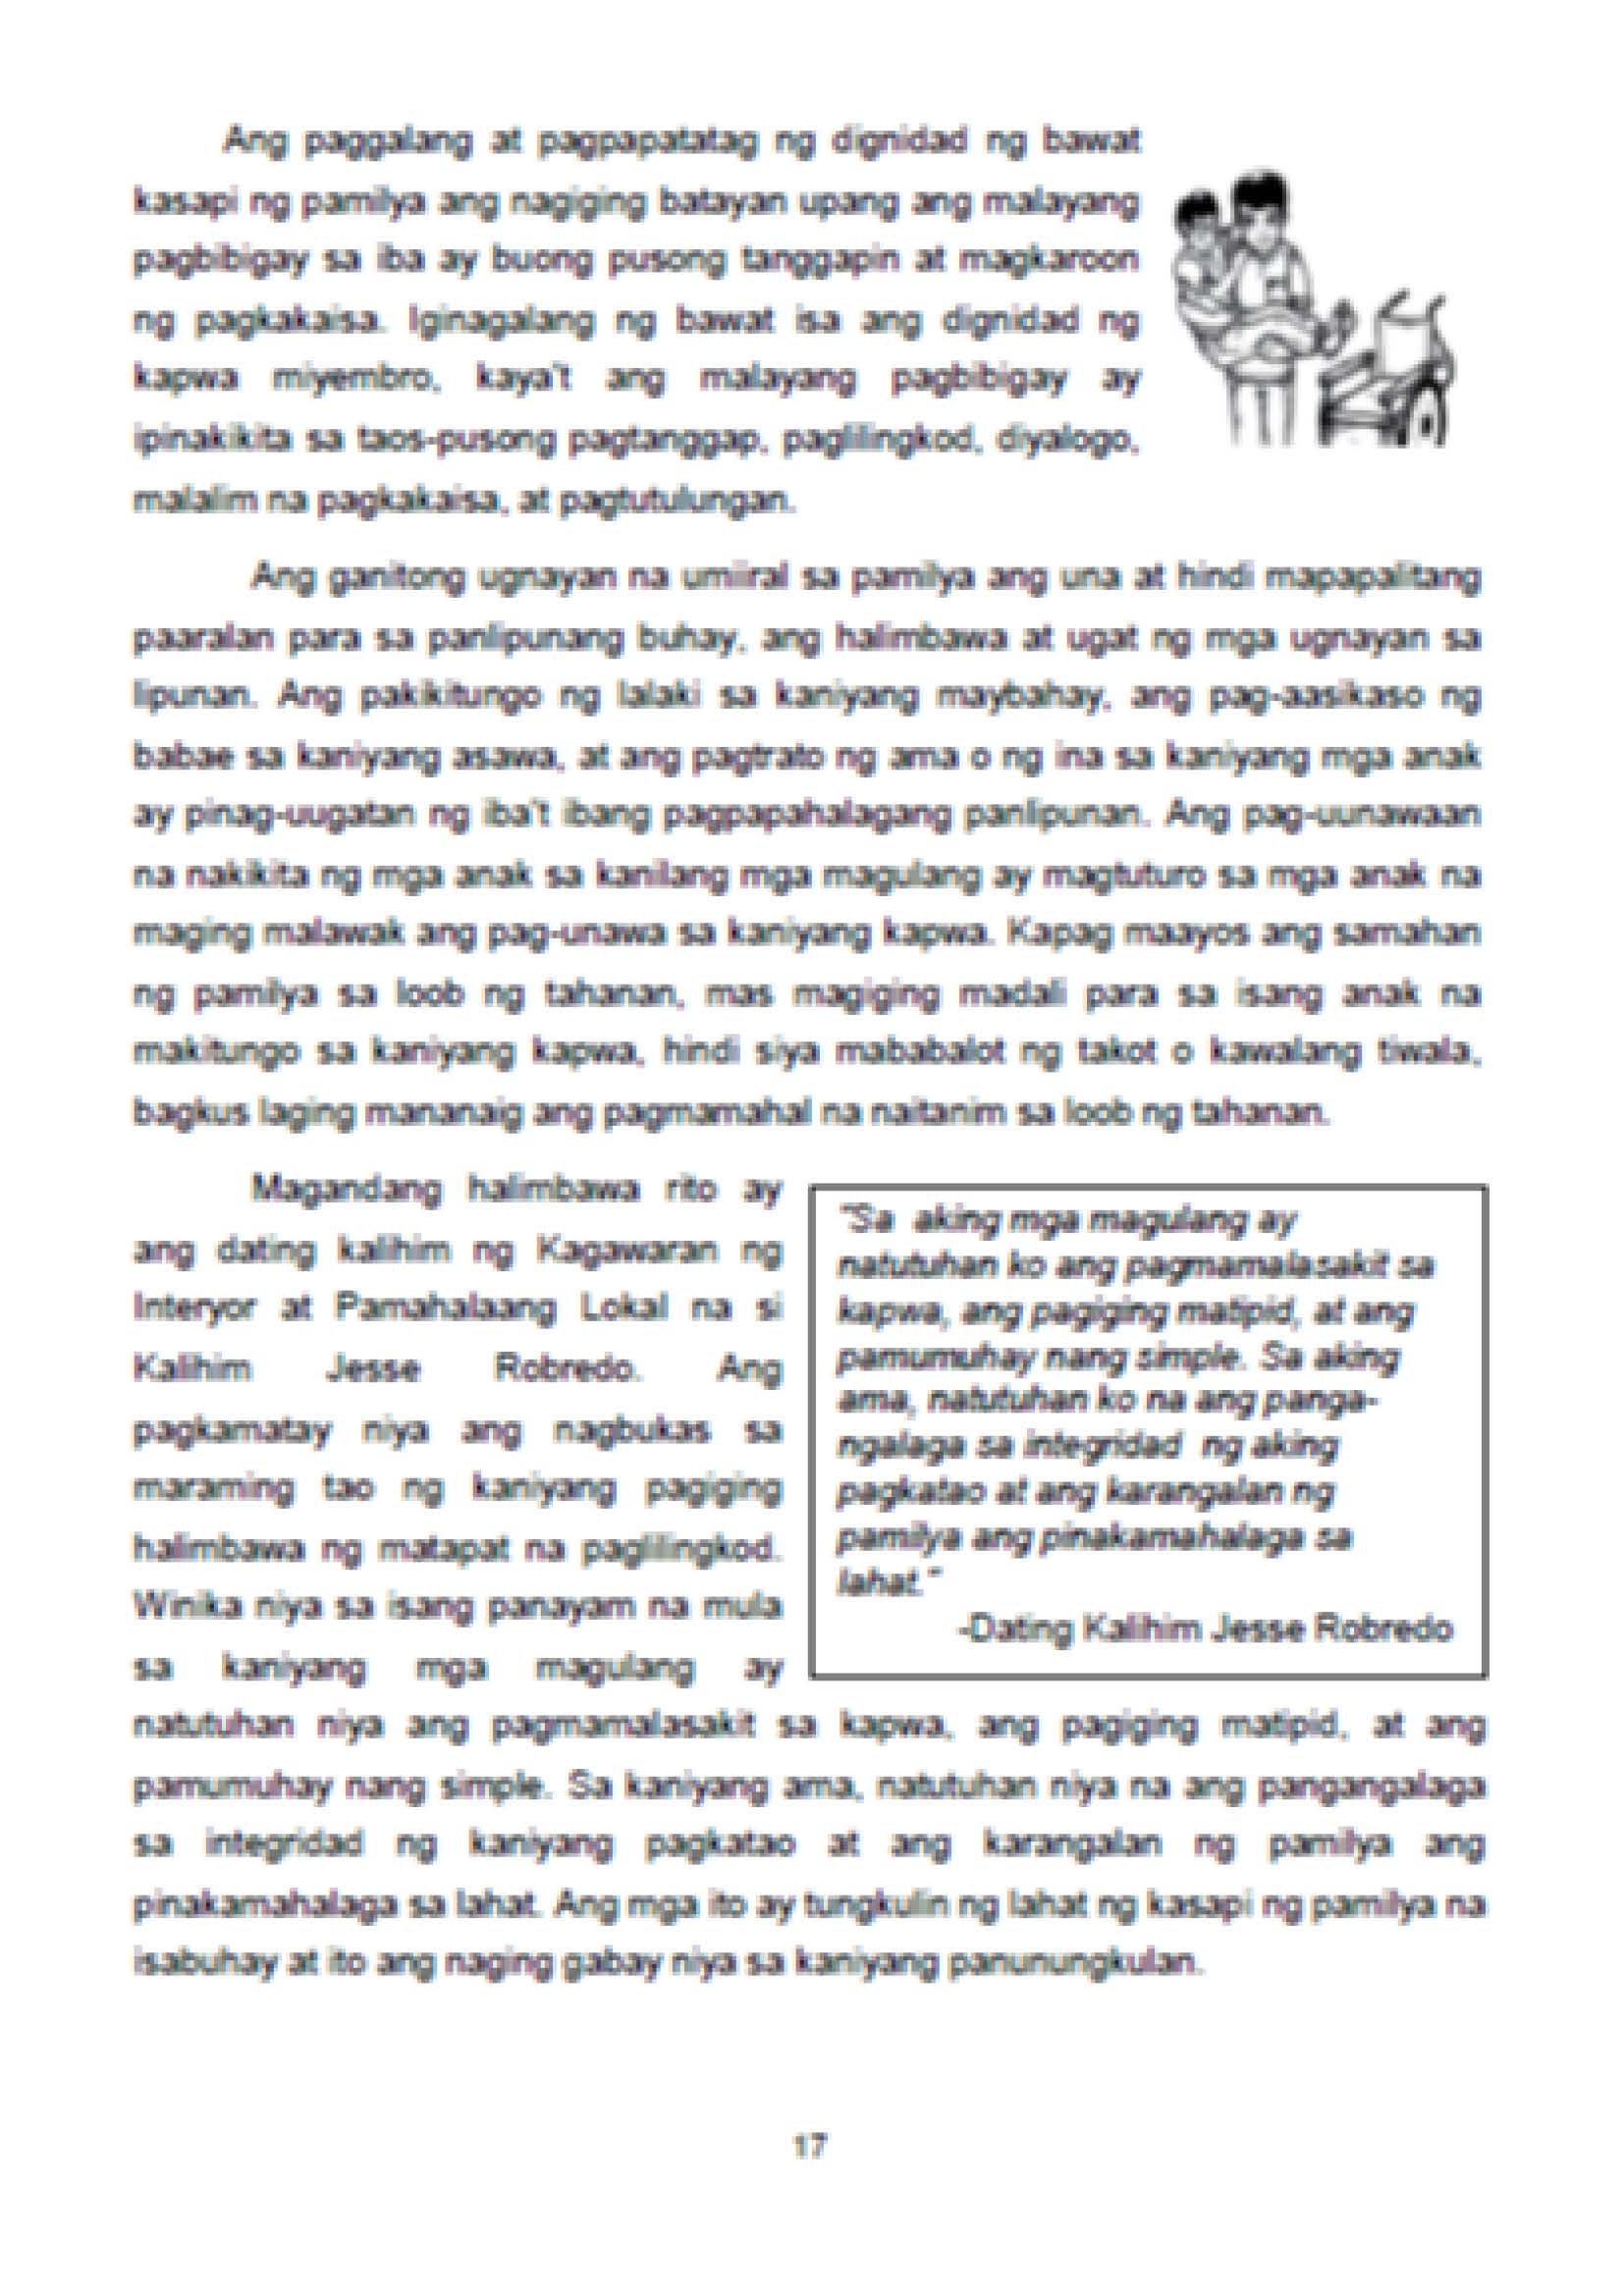 Ang paggalang at pagpapatatag ng dignidad ng bawat
kasapi ng pamilya ang nagiging batayan upang ang malayang
pagbibigay sa iba ay buong pusong tanggapin at magkaroon
ng pagkakaisa. Iginagalang ng bawat isa ang dignidad ng
kapwa miyembro, kaya't ang malayang pagbibigay ay
ipinakikita sa taos-pusong pagtanggap, paglilingkod, diyalogo,
malalim na pagkakaisa, at pagtutulungan.
Ang ganitong ugnayan na umiiral sa pamilya ang una at hindi mapapalitang
paaralan para sa panlipunang buhay, ang halimbawa at ugat ng mga ugnayan sa
lipunan. Ang pakikitungo ng lalaki sa kaniyang maybahay, ang pag-aasikaso ng
babae sa kaniyang asawa, at ang pagtrato ng ama o ng ina sa kaniyang mga anak
ay pinag-uugatan ng iba't ibang pagpapahalagang panlipunan. Ang pag-uunawaan
na nakikita ng mga anak sa kanilang mga magulang ay magtuturo sa mga anak na
maging malawak ang pag-unawa sa kaniyang kapwa. Kapag maayos ang samahan
ng pamilya sa loob ng tahanan, mas magiging madali para sa isang anak na
makitungo sa kaniyang kapwa, hindi siya mababalot ng takot o kawalang tiwala,
bagkus laging mananaig ang pagmamahal na naitanim sa loob ng tahanan.
Magandang halimbawa rito ay
ang dating kalihim ng Kagawaran ng
Interyor at Pamahalaang Lokal na si
Kalihim Jesse Robredo. Ang
pagkamatay niya ang nagbukas sa
maraming tao ng kaniyang pagiging
halimbawa ng matapat na paglilingkod.
Winika niya sa isang panayam na mula
sa kaniyang mga magulang ay
natutuhan niya ang pagmamalasakit sa kapwa, ang pagiging matipid, at ang
pamumuhay nang simple. Sa kaniyang ama, natutuhan niya na ang pangangalaga
sa integridad ng kaniyang pagkatao at ang karangalan ng pamilya ang
pinakamahalaga sa lahat. Ang mga ito ay tungkulin ng lahat ng kasapi ng pamilya na
isabuhay at ito ang naging gabay niya sa kaniyang panunungkulan.
"Sa aking mga magulang ay
natutuhan ko ang pagmamalasakit sa
kapwa, ang pagiging matipid, at ang
pamumuhay nang simple. Sa aking
ama, natutuhan ko na ang panga-
ngalaga sa integridad ng aking
pagkatao at ang karangalan ng
pamilya ang pinakamahalaga sa
lahat."
-Dating Kalihim Jesse Robredo
17